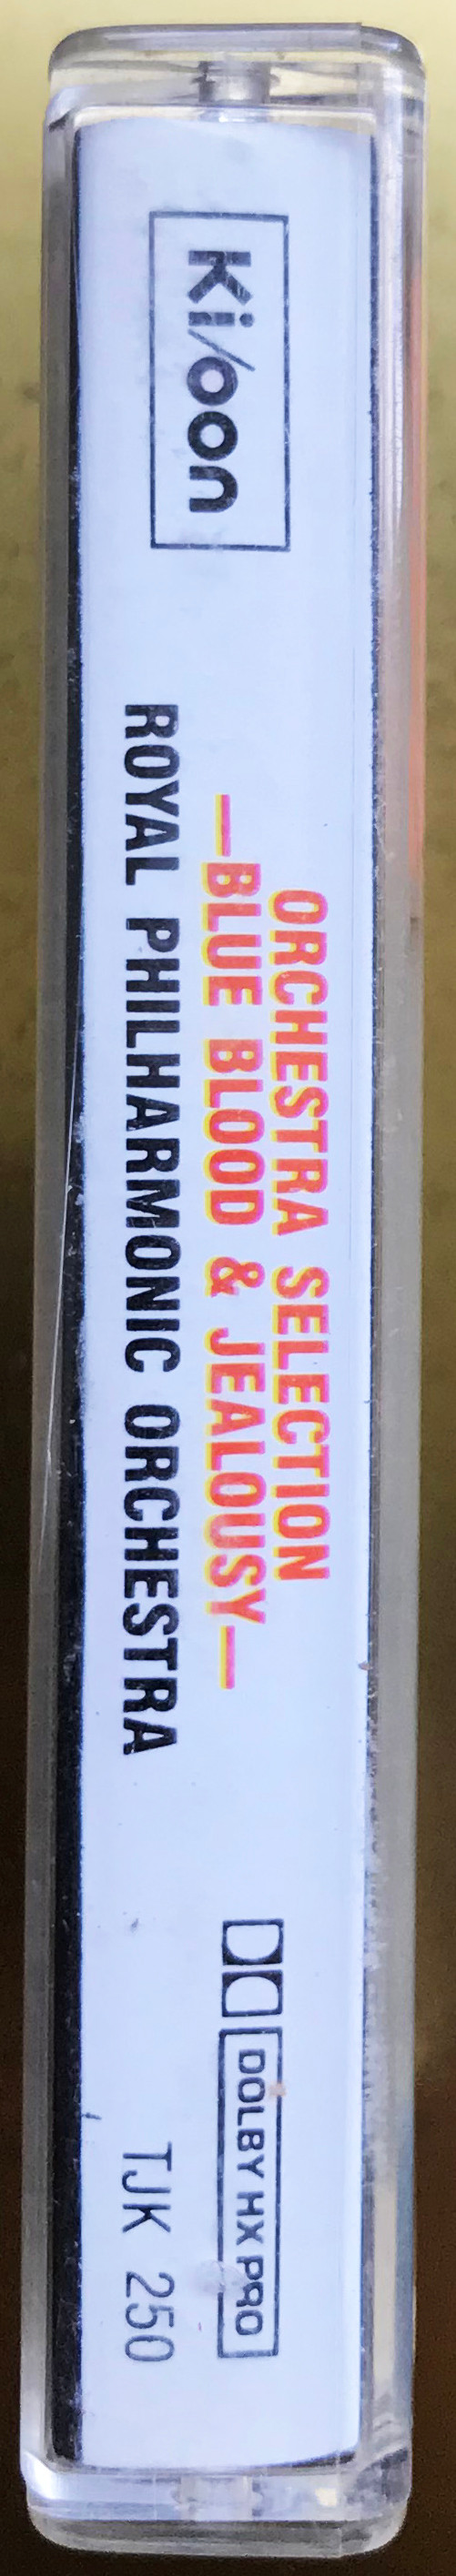 Ki/oon
ORCHESTRA SELECTION
—BLUE BLOOD & JEALOUSY—
ROYAL PHILHARMONIC ORCHESTRA
DOLBY HX PRO
TJK 250